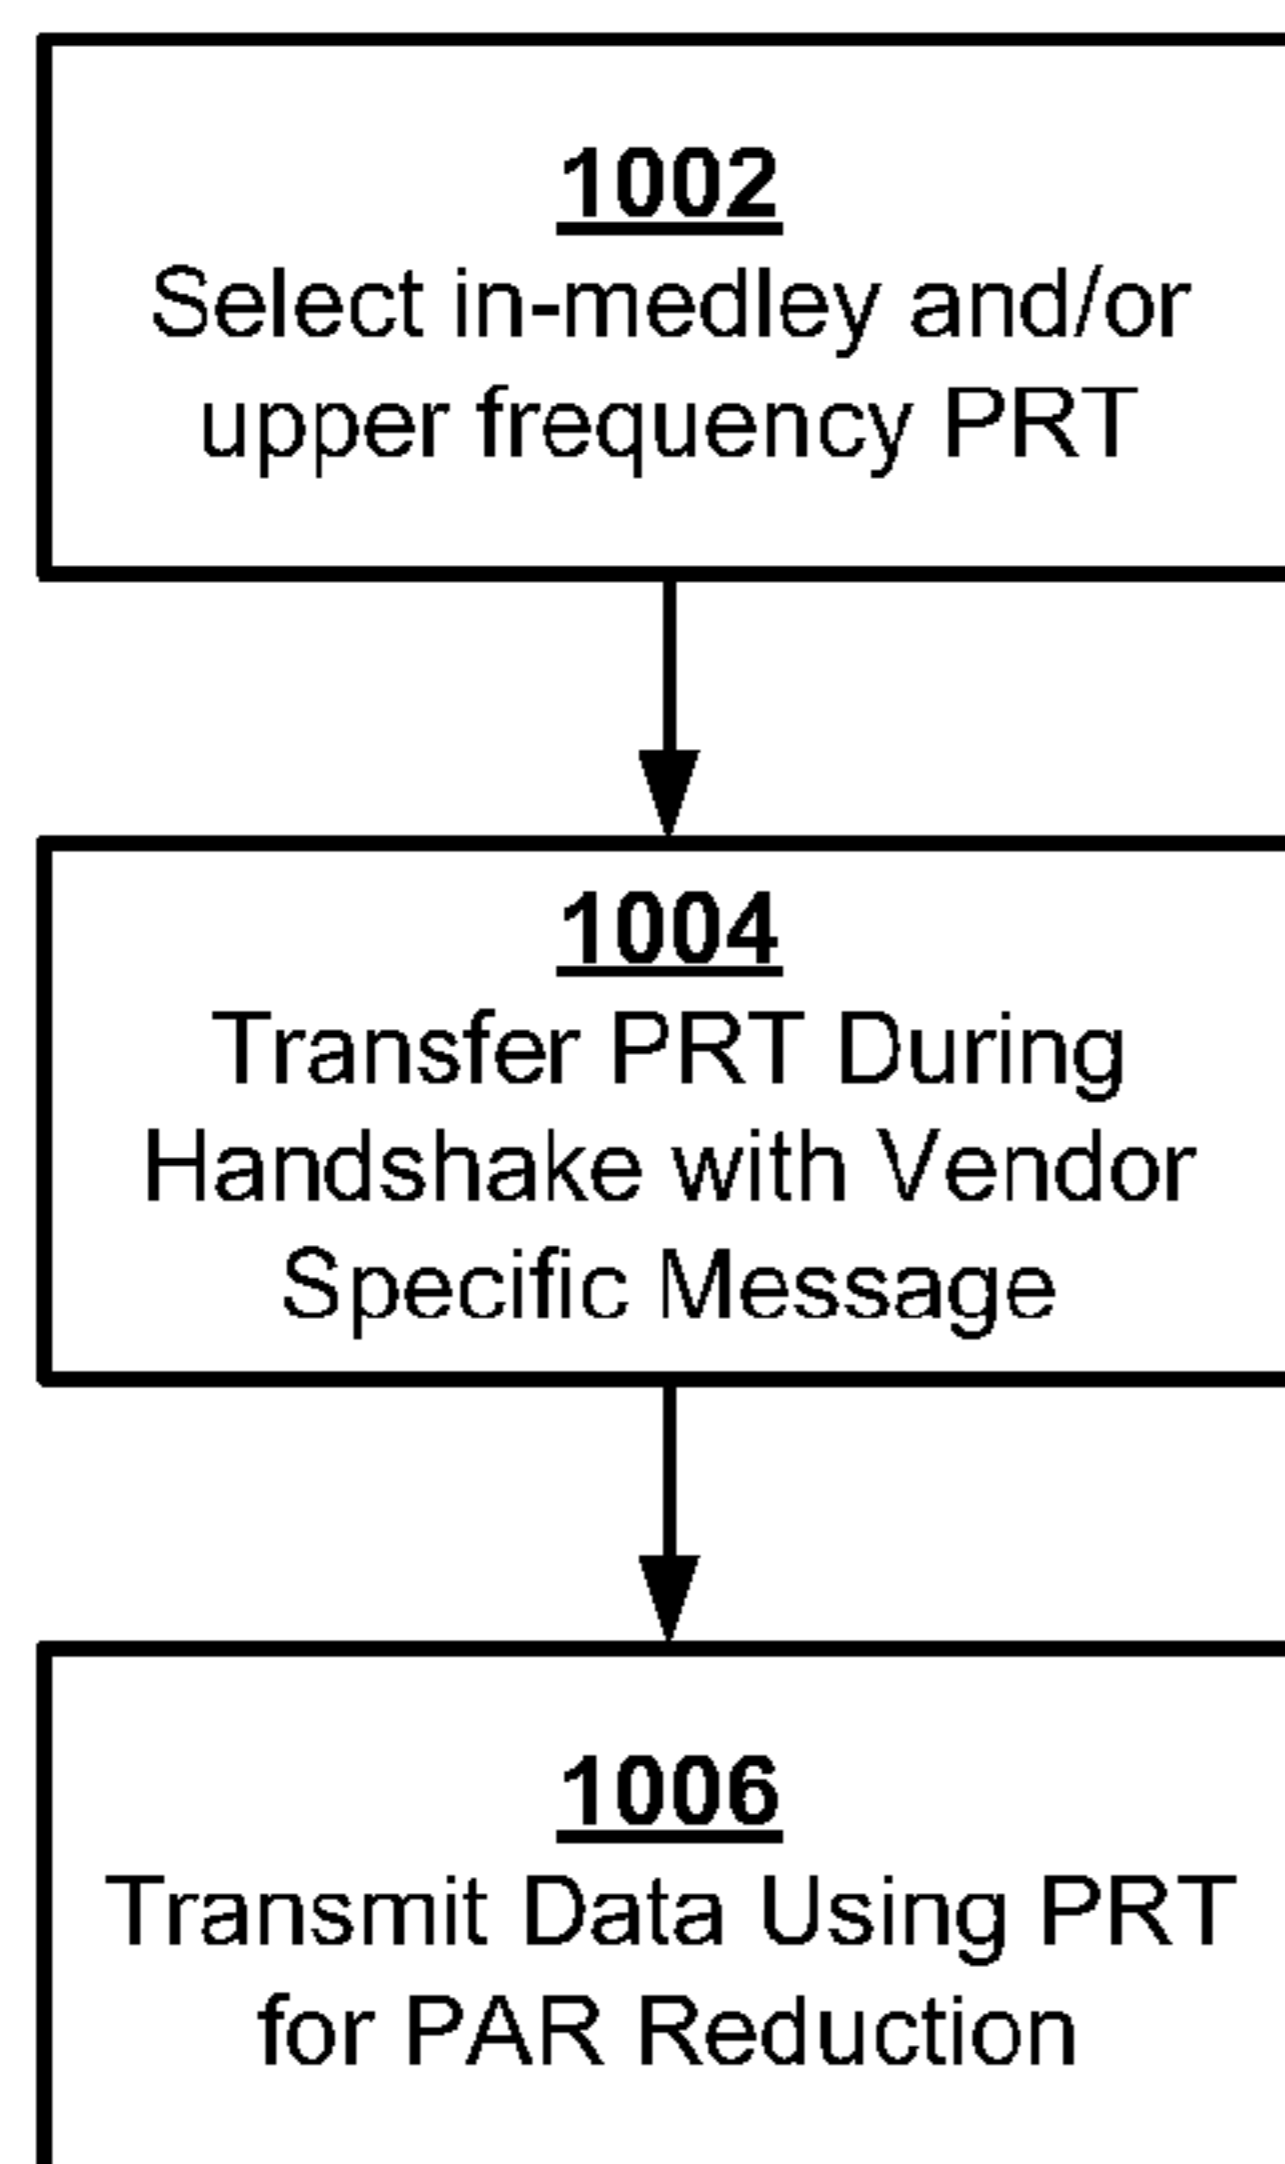 1002
Select in-medley and/or
upper frequency PRT
1004
Transfer PRT During
Handshake with Vendor
Specific Message
1006
Transmit Data Using PRT
for PAR Reduction